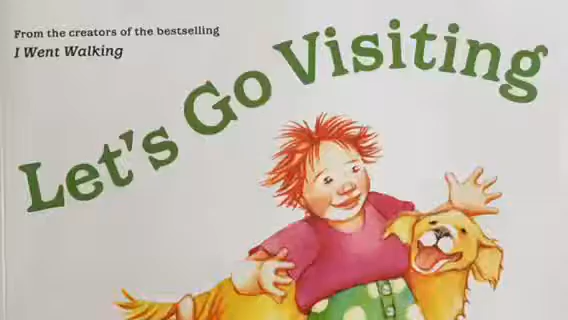 From the creators of the bestselling
I Went Walking
Let's Go Visiting